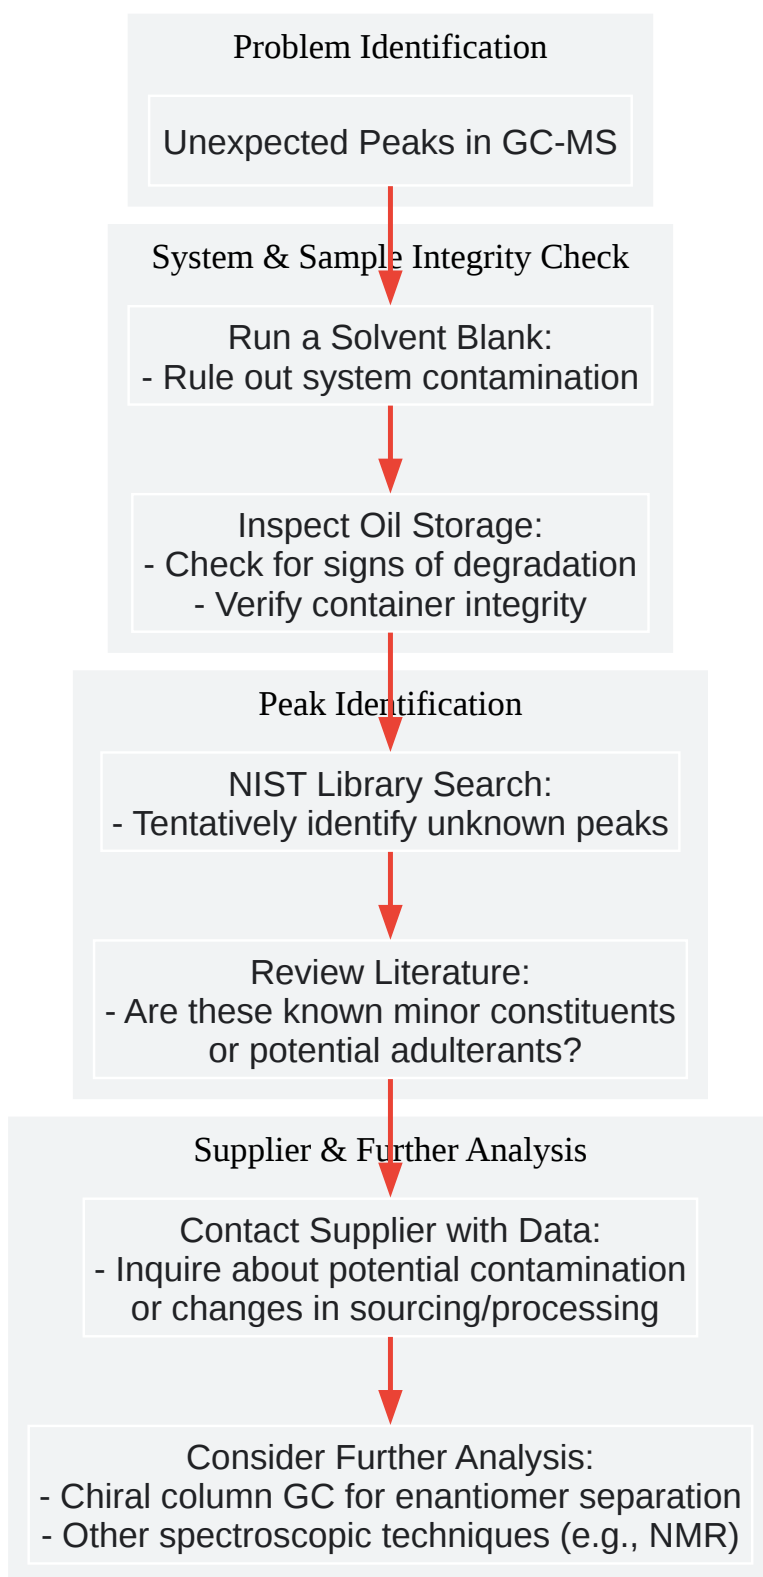 Problem Identification
Unexpected Peaks in GC-MS
System & Sample Integrity Check
Run a Solvent Blank:
- Rule out system contamination
Inspect Oil Storage:
- Check for signs of degradation
- Verify container integrity
Peak Identification
NIST Library Search:
- Tentatively identify unknown peaks
Review Literature:
- Are these known minor constituents
or potential adulterants?
Supplier & Further Analysis
Contact Supplier with Data:
- Inquire about potential contamination
or changes in sourcing/processing
Consider Further Analysis:
- Chiral column GC for enantiomer separation
- Other spectroscopic techniques (e.g., NMR)